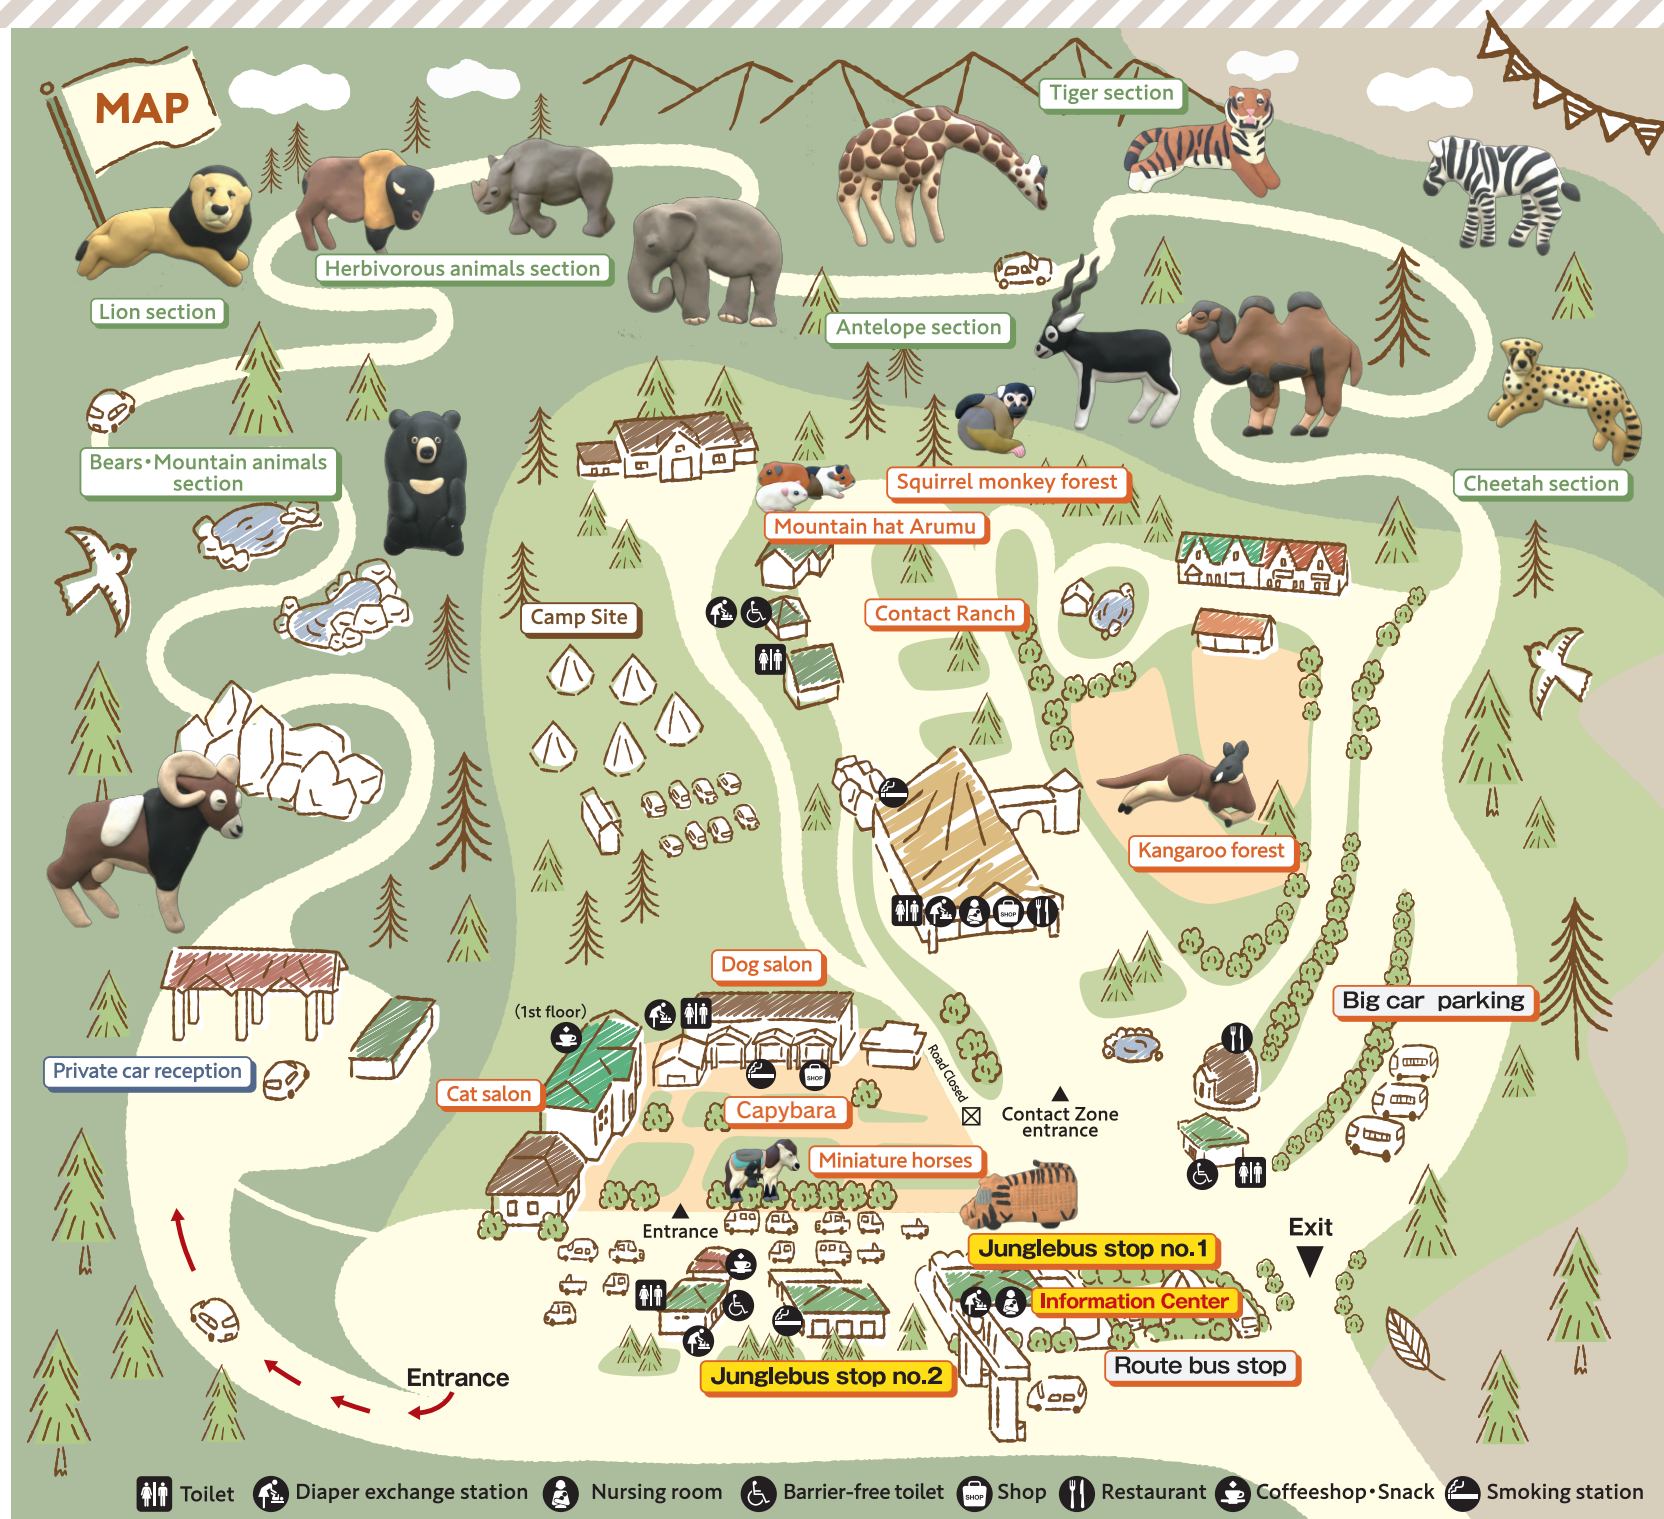 MAP
Tiger section
Herbivorous animals section
Lion section
Antelope section
Bears・Mountain animals
section
Squirrel monkey forest
Cheetah section
Mountain hat Arumu
Camp Site
Contact Ranch
Kangaroo forest
SHOP
Dog salon
(1st floor)
Big car parking
Private car reception
Cat salon
SHOP
Road Closed
Capybara
Contact Zone
entrance
Miniature horses
Entrance
Exit
Junglebus stop no.1
Information Center
Route bus stop
Junglebus stop no.2
Entrance
Toilet
Diaper exchange station
Nursing room
Barrier-free toilet
SHOP
Shop
Restaurant
Coffeeshop・Snack
Smoking station